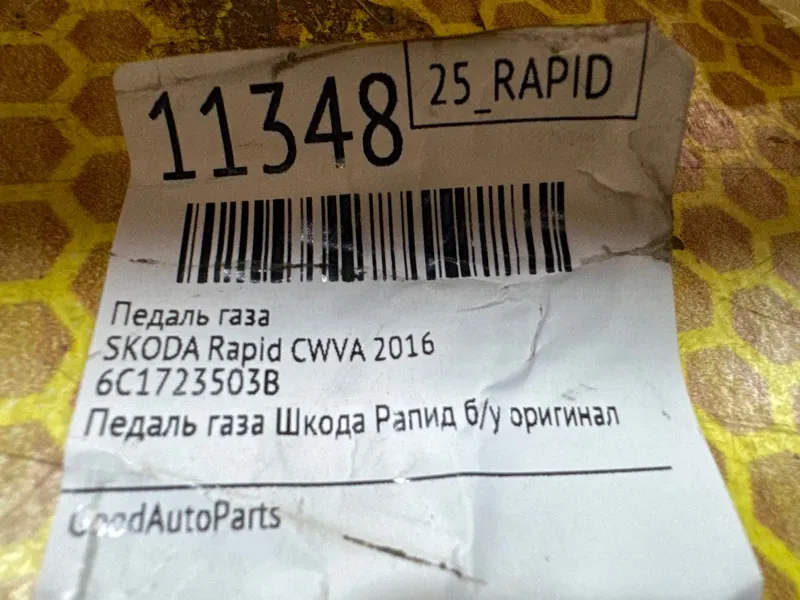 11348
25_RAPID
Педаль газа
SKODA Rapid CWVA 2016
6C1723503B
Педаль газа Шкода Рапид б/у оригинал
GoodAutoParts